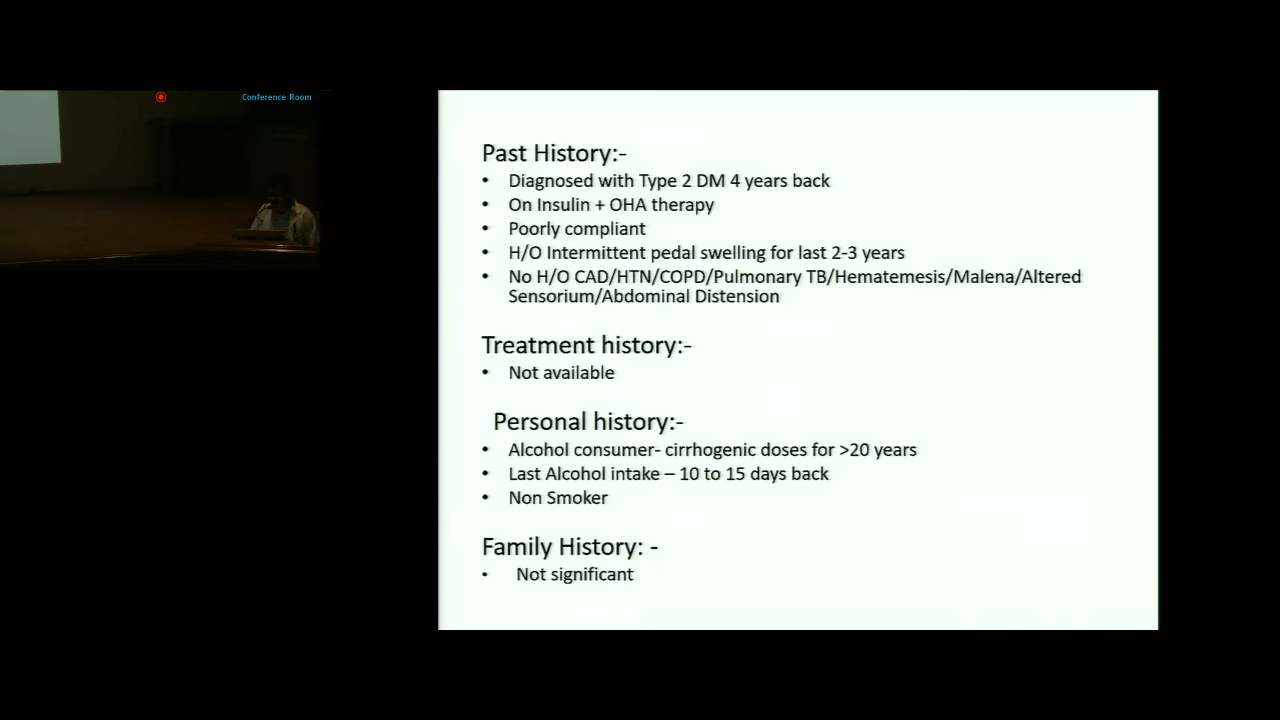 Conference Room
Past History:-
• Diagnosed with Type 2 DM 4 years back
• On Insulin + OHA therapy
• Poorly compliant
• H/O Intermittent pedal swelling for last 2-3 years
• No H/O CAD/HTN/COPD/Pulmonary TB/Hematemesis/Malena/Altered
Sensorium/Abdominal Distension
Treatment history:-
• Not available
Personal history:-
• Alcohol consumer- cirrhogenic doses for >20 years
• Last Alcohol intake – 10 to 15 days back
• Non Smoker
Family History: -
• Not significant